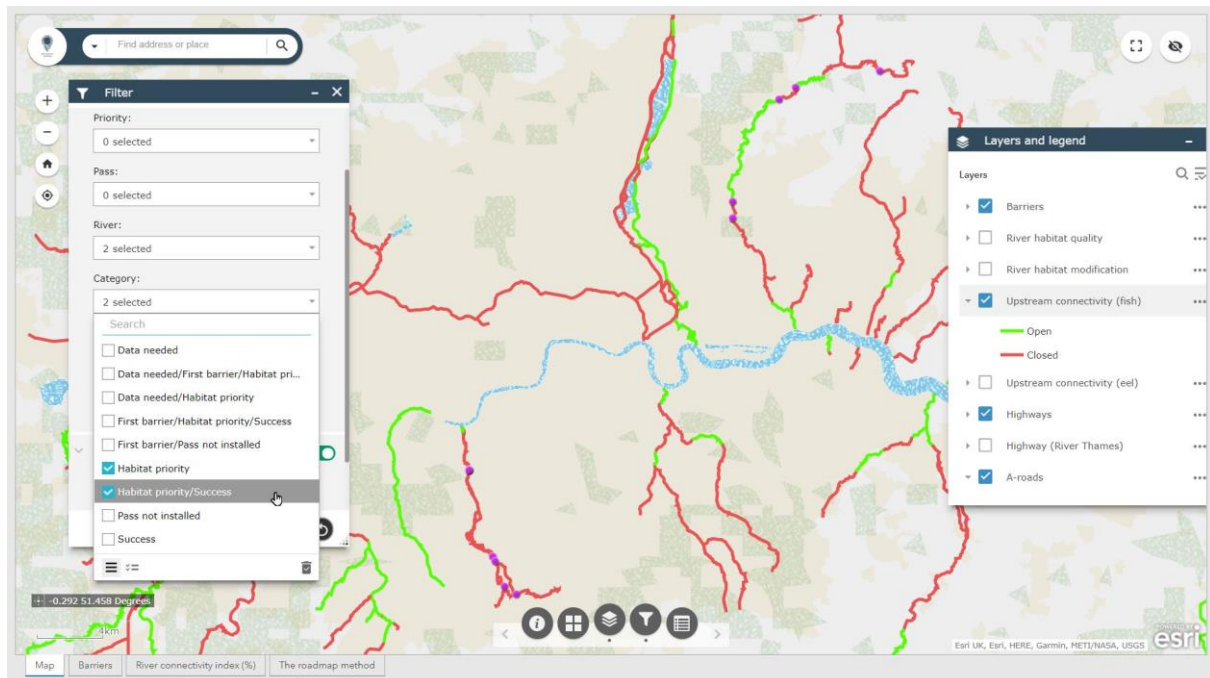 Find address or place
Filter
Priority:
0 selected
Pass:
0 selected
River:
2 selected
Category:
2 selected
Search
Data needed
Data needed/First barrier/Habitat pri...
Data needed/Habitat priority
First barrier/Habitat priority/Success
First barrier/Pass not installed
Habitat priority
Habitat priority/Success
Pass not installed
Success
-0.292 51.458 Degrees
4km
Layers and legend
Layers
Barriers
River habitat quality
River habitat modification
Upstream connectivity (fish)
Open
Closed
Upstream connectivity (eel)
Highways
Highway (River Thames)
A-roads
Esri UK, Esri, HERE, Garmin, METI/NASA, USGS
POWERED BY
esri
Map
Barriers
River connectivity index (%)
The roadmap method